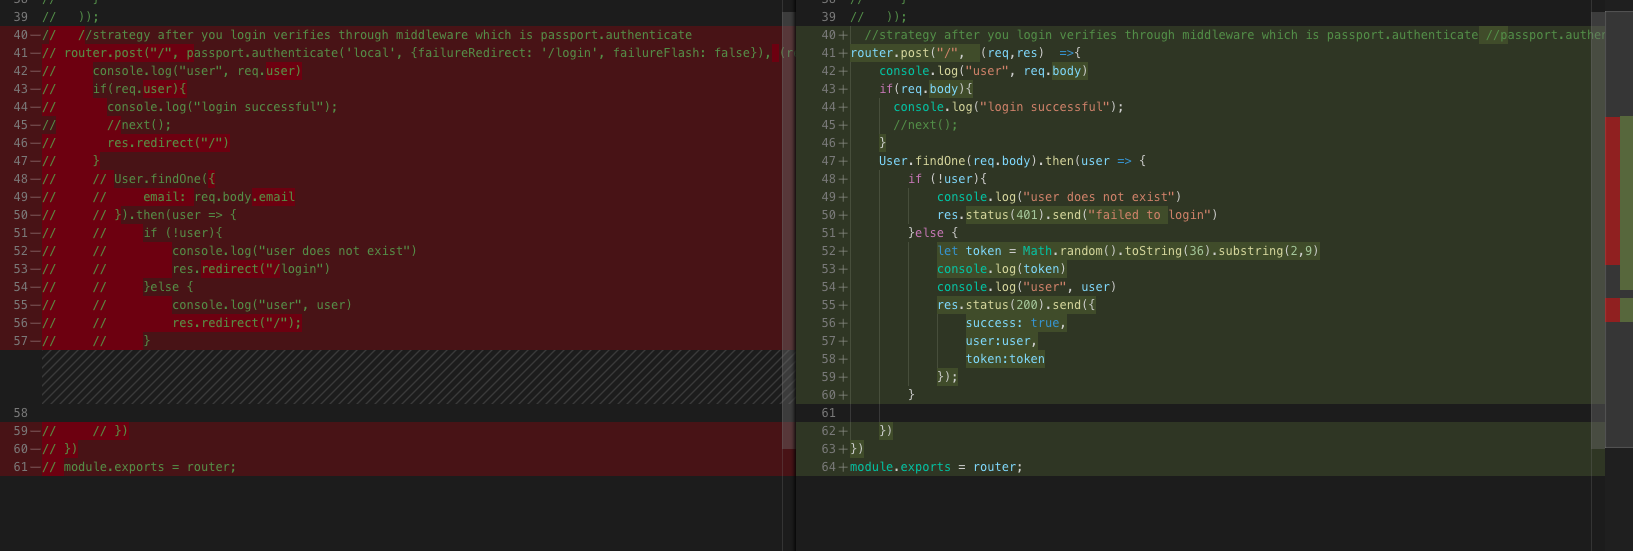 39 //   ));
40 — //   //strategy after you login verifies through middleware which is passport.authenticate
41 — // router.post("/", passport.authenticate('local', {failureRedirect: '/login', failureFlash: false}), (r
42 — //     console.log("user", req.user)
43 — //     if(req.user){
44 — //       console.log("login successful");
45 — //       //next();
46 — //       res.redirect("/")
47 — //     }
48 — //     // User.findOne({
49 — //     //     email: req.body.email
50 — //     // }).then(user => {
51 — //     //     if (!user){
52 — //     //         console.log("user does not exist")
53 — //     //         res.redirect("/login")
54 — //     //     }else {
55 — //     //         console.log("user", user)
56 — //     //         res.redirect("/");
57 — //     //     }
58
59 — //     // })
60 — // })
61 — // module.exports = router;
39 //   ));
40 +  //strategy after you login verifies through middleware which is passport.authenticate //passport.auther
41 + router.post("/",  (req,res)  =>{
42 +    console.log("user", req.body)
43 +    if(req.body){
44 +      console.log("login successful");
45 +      //next();
46 +    }
47 +    User.findOne(req.body).then(user => {
48 +        if (!user){
49 +            console.log("user does not exist")
50 +            res.status(401).send("failed to login")
51 +        }else {
52 +            let token = Math.random().toString(36).substring(2,9)
53 +            console.log(token)
54 +            console.log("user", user)
55 +            res.status(200).send({
56 +                success: true,
57 +                user:user,
58 +                token:token
59 +            });
60 +        }
61
62 +    })
63 + })
64 + module.exports = router;